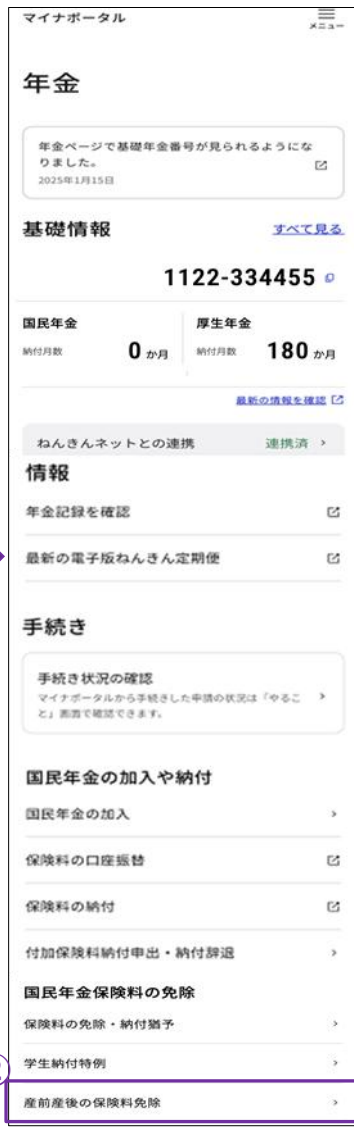 マイナポータル
メニュー
年金
年金ページで基礎年金番号が見られるようにな
りました。
2025年1月15日
基礎情報
すべて見る
1122-334455
国民年金
厚生年金
納付月数
0 か月
納付月数
180 か月
最新の情報を確認
ねんきんネットとの連携
連携済
情報
年金記録を確認
最新の電子版ねんきん定期便
手続き
手続き状況の確認
マイナポータルから手続きした申請の状況は「やるこ
と」画面で確認できます。
国民年金の加入や納付
国民年金の加入
保険料の口座振替
保険料の納付
付加保険料納付申出・納付辞退
国民年金保険料の免除
保険料の免除・納付猶予
学生納付特例
産前産後の保険料免除